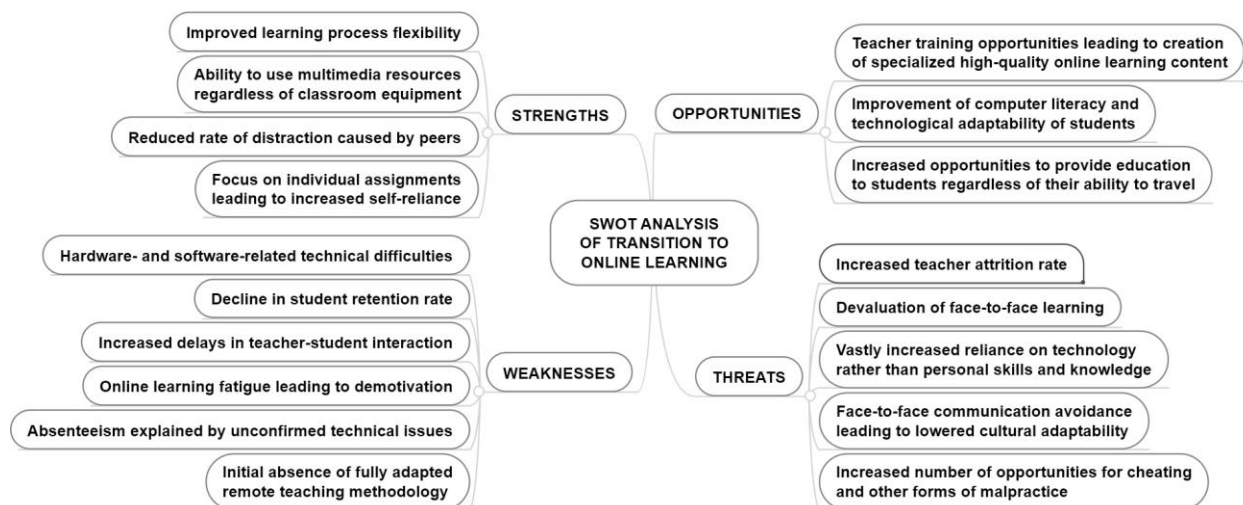 Improved learning process flexibility
Ability to use multimedia resources
regardless of classroom equipment
Reduced rate of distraction caused by peers
Focus on individual assignments
leading to increased self-reliance
STRENGTHS
OPPORTUNITIES
Teacher training opportunities leading to creation
of specialized high-quality online learning content
Improvement of computer literacy and
technological adaptability of students
Increased opportunities to provide education
to students regardless of their ability to travel
SWOT ANALYSIS
OF TRANSITION TO
ONLINE LEARNING
Hardware- and software-related technical difficulties
Decline in student retention rate
Increased delays in teacher-student interaction
Online learning fatigue leading to demotivation
Absenteeism explained by unconfirmed technical issues
Initial absence of fully adapted
remote teaching methodology
WEAKNESSES
THREATS
Increased teacher attrition rate
Devaluation of face-to-face learning
Vastly increased reliance on technology
rather than personal skills and knowledge
Face-to-face communication avoidance
leading to lowered cultural adaptability
Increased number of opportunities for cheating
and other forms of malpractice